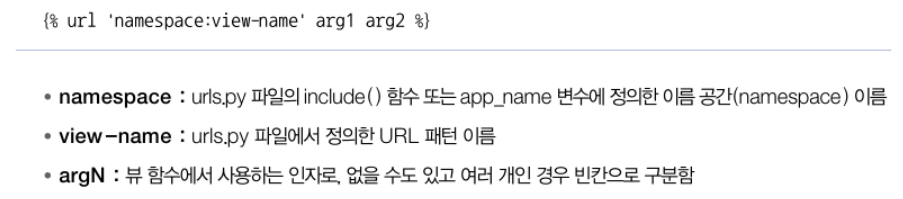 {% url 'namespace:view-name' arg1 arg2 %}
• namespace : urls.py 파일의 include() 함수 또는 app_name 변수에 정의한 이름 공간(namespace) 이름
• view-name : urls.py 파일에서 정의한 URL 패턴 이름
• argN : 뷰 함수에서 사용하는 인자로, 없을 수도 있고 여러 개인 경우 빈칸으로 구분함